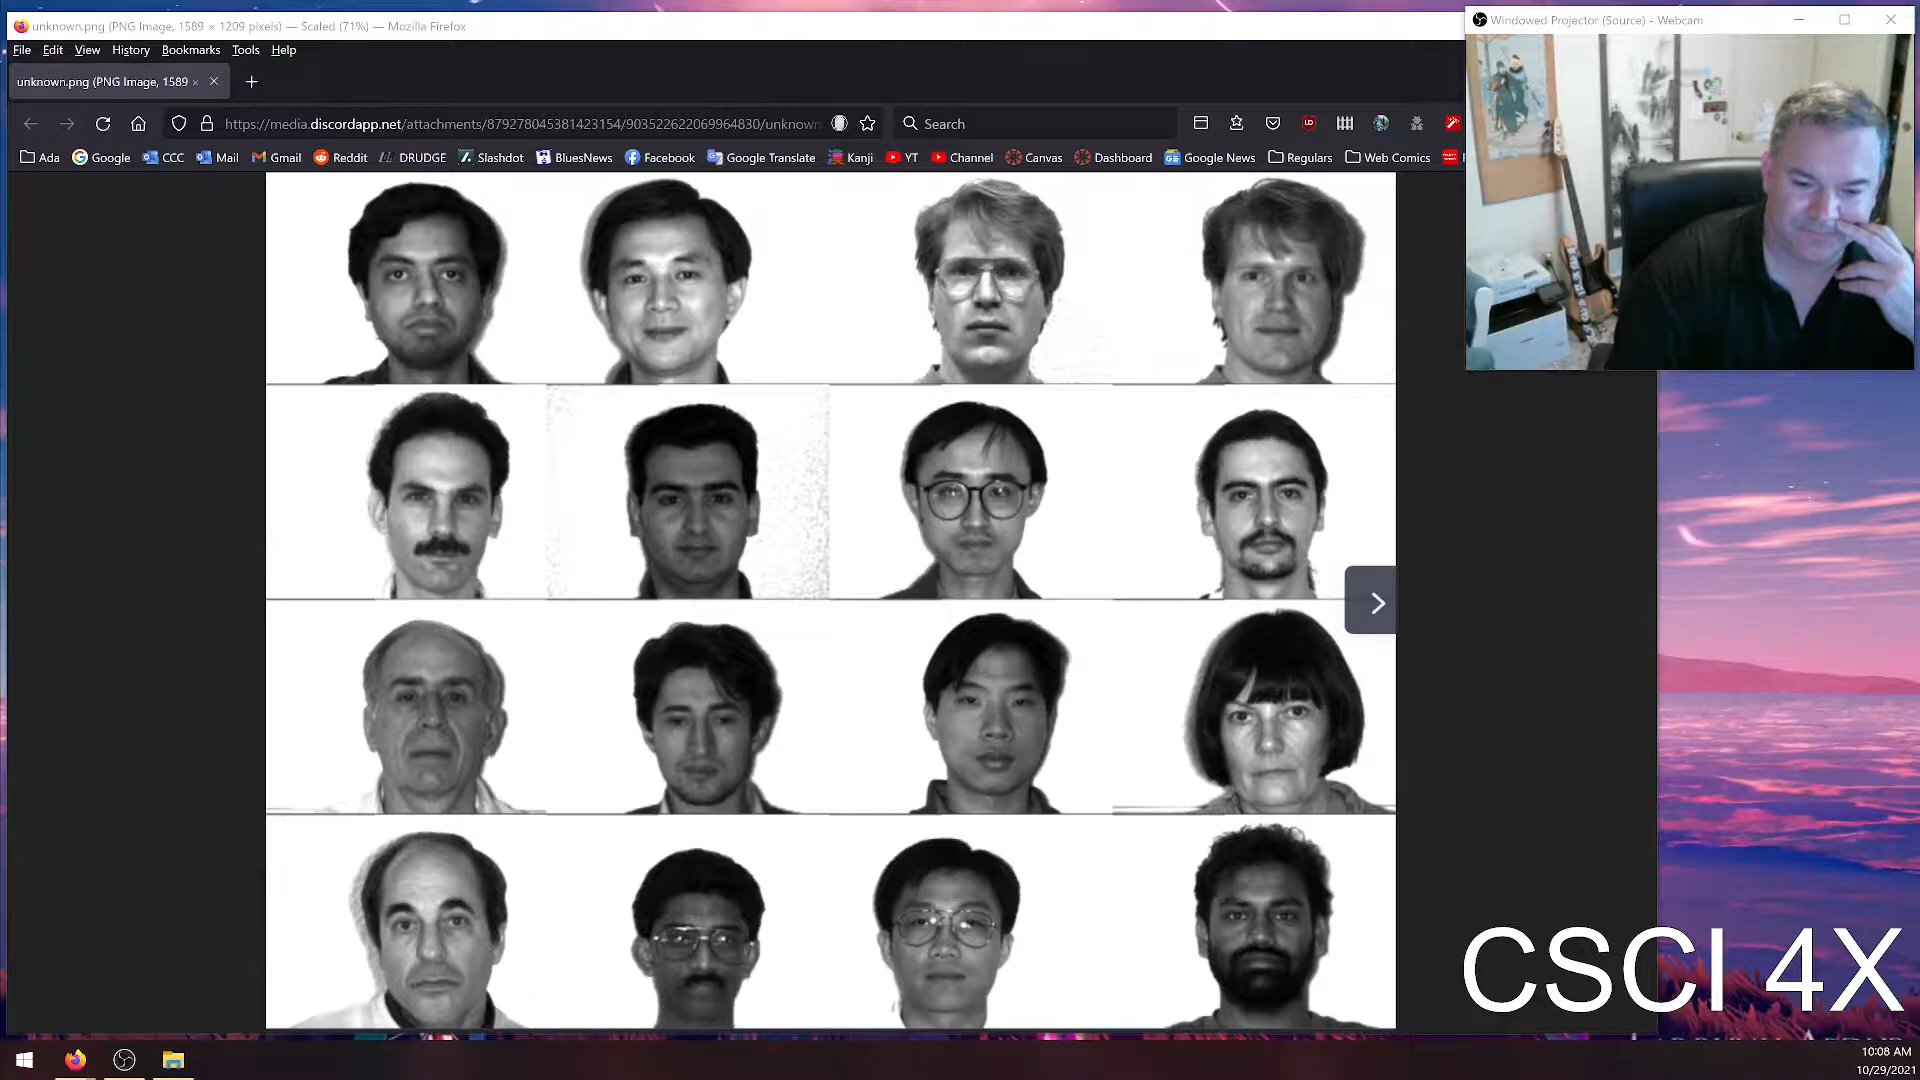 unknown.png (PNG Image, 1589 × 1209 pixels) — Scaled (71%) — Mozilla Firefox
Windowed Projector (Source) - Webcam
File Edit View History Bookmarks Tools Help
unknown.png (PNG Image, 1589 ×
https://media.discordapp.net/attachments/879278045381423154/903522622069964830/unknown
Search
Ada Google CCC Mail Gmail Reddit DRUDGE Slashdot BluesNews Facebook Google Translate Kanji YT Channel Canvas Dashboard Google News Regulars Web Comics
CSCI 4X
10:08 AM
10/29/2021